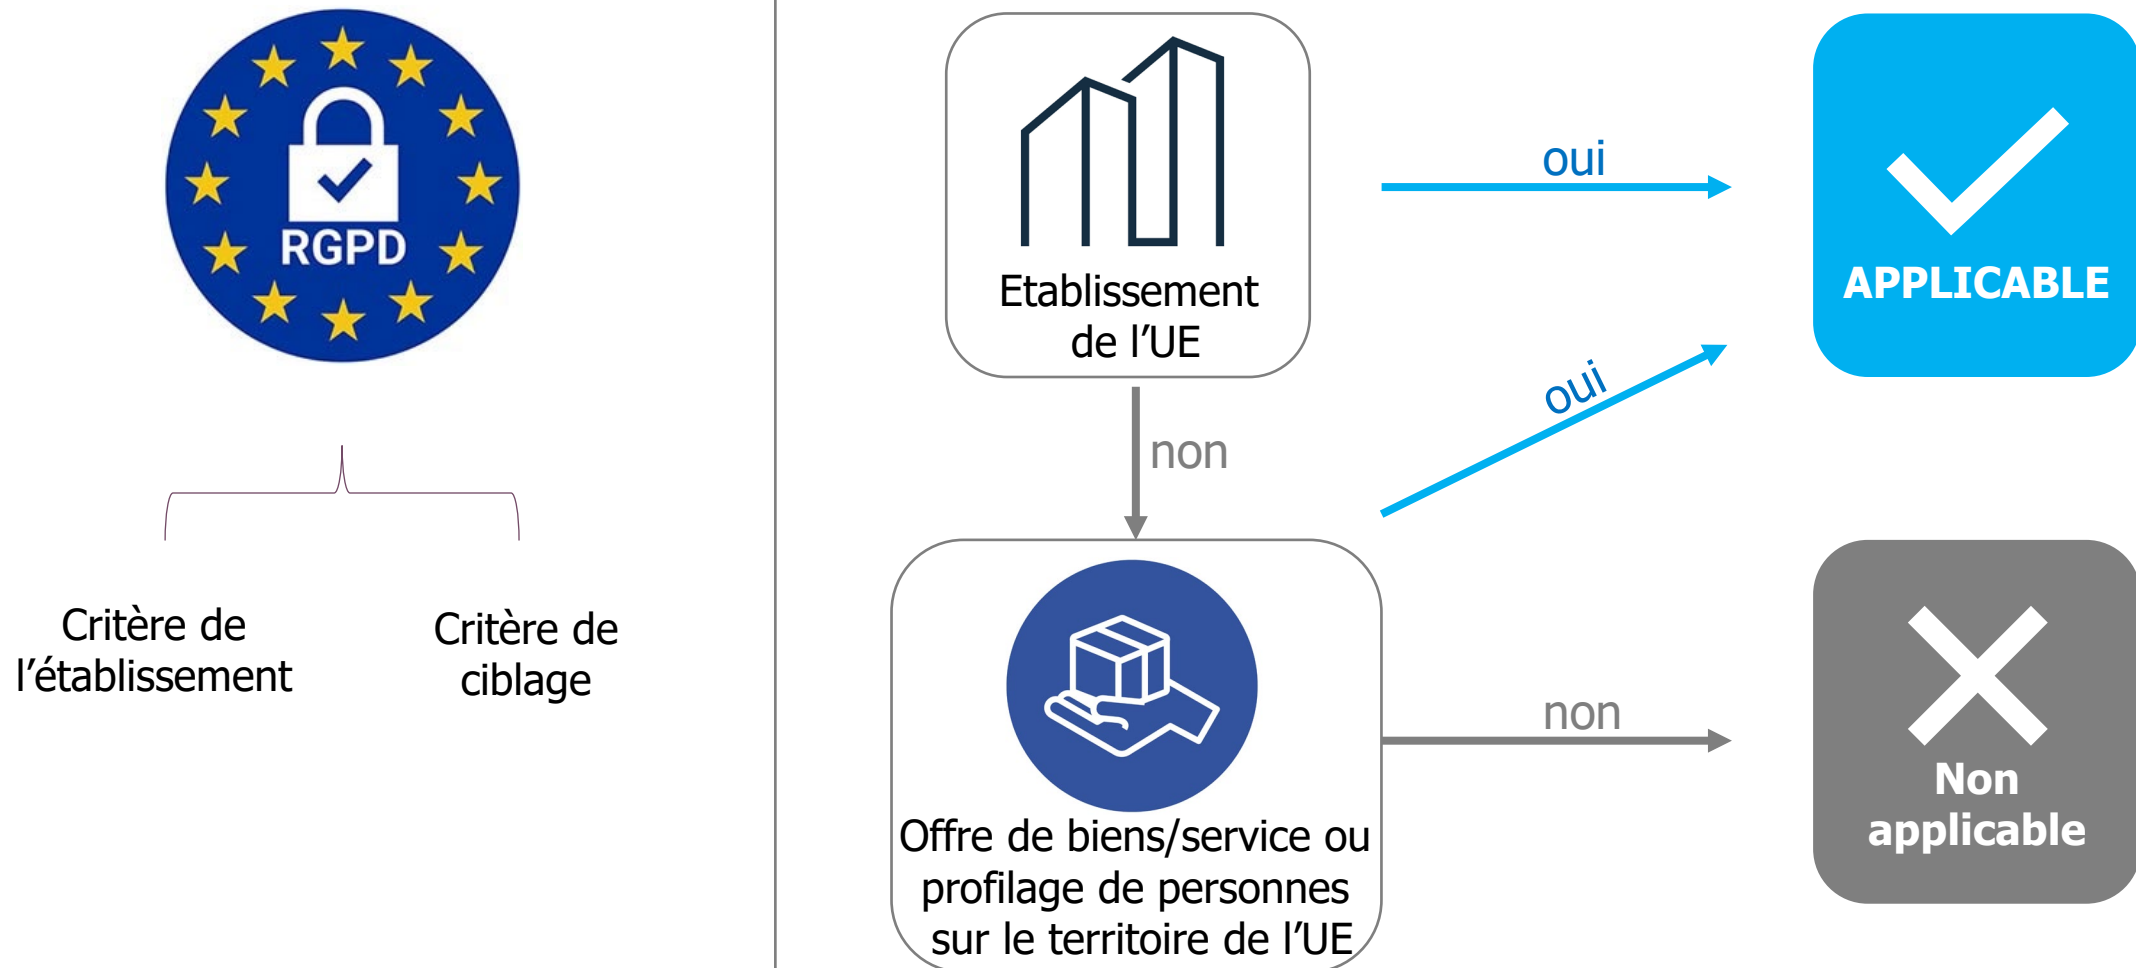 RGPD
Critère de
l’établissement
Critère de
ciblage
Etablissement
de l’UE
oui
APPLICABLE
non
oui
Offre de biens/service ou
profilage de personnes
sur le territoire de l’UE
non
Non
applicable